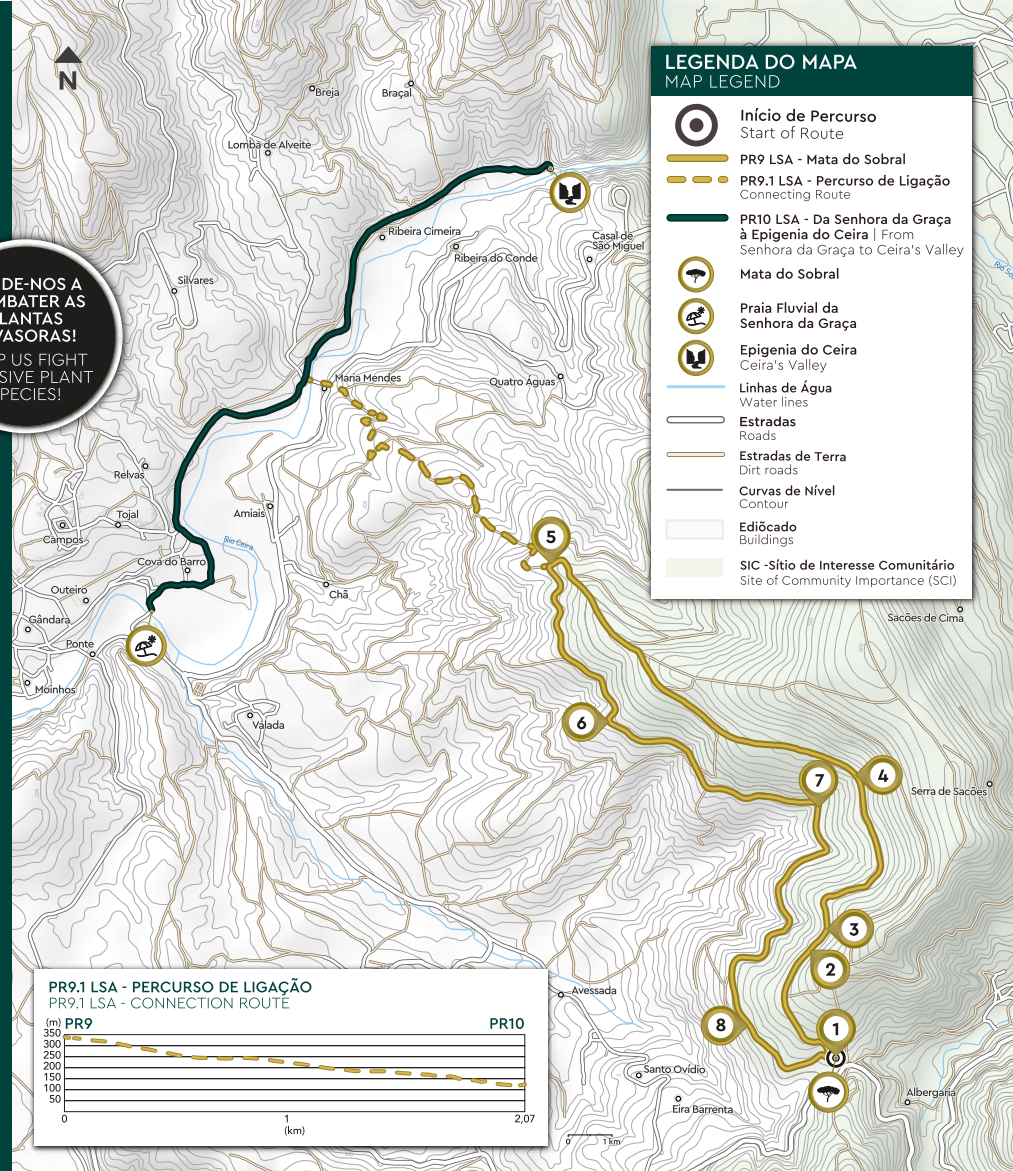 N
LEGENDA DO MAPA
MAP LEGEND
Início de Percurso
Start of Route
PR9 LSA - Mata do Sobral
PR9.1 LSA - Percurso de Ligação
Connecting Route
PR10 LSA - Da Senhora da Graça
à Epigenia do Ceira | From
Senhora da Graça to Ceira's Valley
Mata do Sobral
Praia Fluvial da
Senhora da Graça
Epigenia do Ceira
Ceira's Valley
Linhas de Água
Water lines
Estradas
Roads
Estradas de Terra
Dirt roads
Curvas de Nível
Contour
Ediõcado
Buildings
SIC -Sítio de Interesse Comunitário
Site of Community Importance (SCI)
Breja
Braçal
Lomba de Alveite
Ribeira Cimeira
Ribeira do Conde
Casal de
São Miguel
Silvares
DE-NOS A
MBATER AS
LANTAS
VASORAS!
P US FIGHT
SIVE PLANT
PECIES!
Maria Mendes
Quatro Águas
Relvas
Tojal
Campos
Amiais
Rio Ceira
5
Cova do Barro
Outeiro
Chã
Gândara
Ponte
Moinhos
Valada
Sacões de Cima
6
7
4
Serra de Sacões
3
2
8
1
Avessada
Santo Ovídio
Eira Barrenta
Albergaria
0 1 km
PR9.1 LSA - PERCURSO DE LIGAÇÃO
PR9.1 LSA - CONNECTION ROUTE
(m) PR9 PR10
350
300
250
200
150
100
50
0 1 2,07
(km)